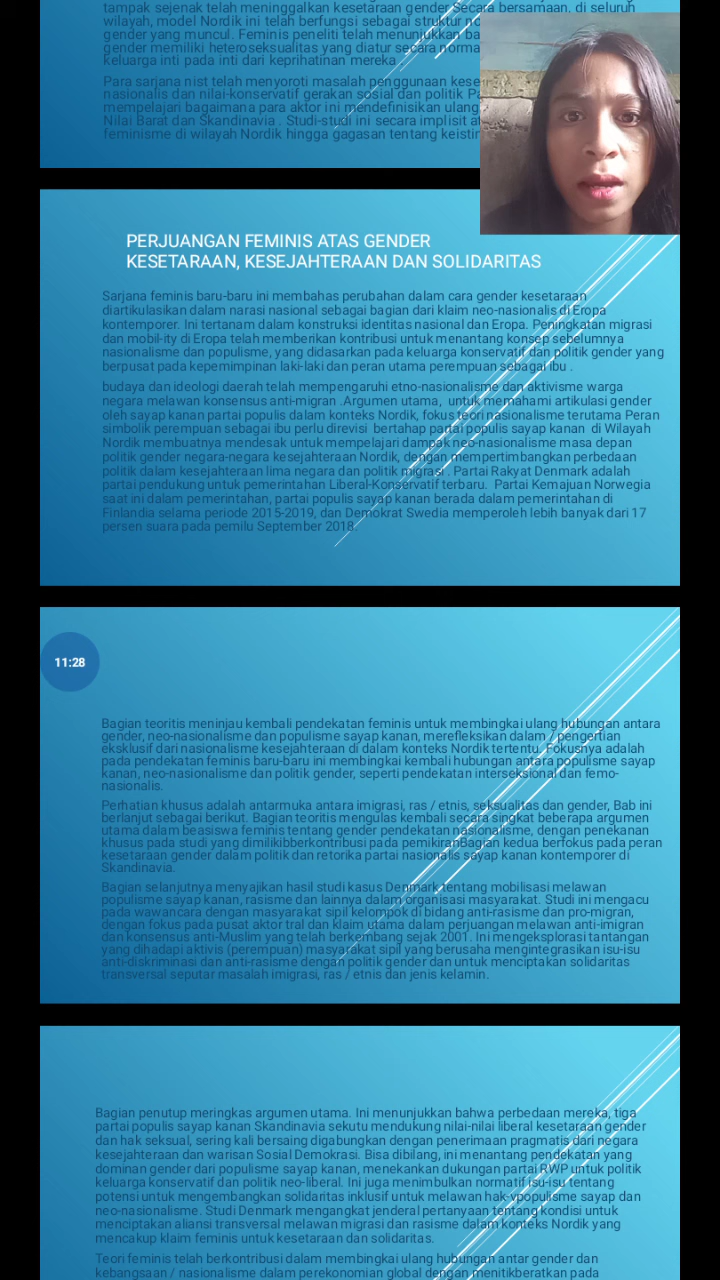 tampak sejenak telah meninggalkan kesetaraan gender Secara bersamaan, di seluruh
wilayah, model Nordik ini telah berfungsi sebagai struktur
gender yang muncul. Feminis peneliti telah menunjukkan
gender memiliki heteroseksualitas yang diatur secara
keluarga inti pada inti dari keprihatinan mereka .
Para sarjana nist telah menyoroti masalah penggunaan
nasionalis dan nilai-konservatif gerakan sosial dan politik
mempelajari bagaimana para aktor ini mendefinisikan ulang
Nilai Barat dan Skandinavia . Studi-studi ini secara implisit
feminisme di wilayah Nordik hingga gagasan tentang
PERJUANGAN FEMINIS ATAS GENDER
KESETARAAN, KESEJAHTERAAN DAN SOLIDARITAS
Sarjana feminis baru-baru ini membahas perubahan dalam cara gender kesetaraan
diartikulasikan dalam narasi nasional sebagai bagian dari klaim neo-nasionalis di Eropa
kontemporer. Ini tertanam dalam konstruksi identitas nasional dan Eropa. Peningkatan migrasi
dan mobil-ity di Eropa telah memberikan kontribusi untuk menantang konsep sebelumnya
nasionalisme dan populisme, yang didasarkan pada keluarga konservatif dan politik gender yang
berpusat pada kepemimpinan laki-laki dan peran utama perempuan sebagai ibu .
budaya dan ideologi daerah telah mempengaruhi etno-nasionalisme dan aktivisme warga
negara melawan konsensus anti-migran .Argumen utama,  untuk memahami artikulasi gender
oleh sayap kanan partai populis dalam konteks Nordik, fokus teori nasionalisme terutama Peran
simbolik perempuan sebagai ibu perlu direvisi  bertahap partai populis sayap kanan  di Wilayah
Nordik membuatnya mendesak untuk mempelajari dampak neo-nasionalisme masa depan
politik gender negara-negara kesejahteraan Nordik, dengan mempertimbangkan perbedaan
politik dalam kesejahteraan lima negara dan politik migrasi . Partai Rakyat Denmark adalah
partai pendukung untuk pemerintahan Liberal-Konservatif terbaru.  Partai Kemajuan Norwegia
saat ini dalam pemerintahan, partai populis sayap kanan berada dalam pemerintahan di
Finlandia selama periode 2015-2019, dan Demokrat Swedia memperoleh lebih banyak dari 17
persen suara pada pemilu September 2018.
11:28
Bagian teoritis meninjau kembali pendekatan feminis untuk membingkai ulang hubungan antara
gender, neo-nasionalisme dan populisme sayap kanan, merefleksikan dalam / pengertian
eksklusif dari nasionalisme kesejahteraan di dalam konteks Nordik tertentu. Fokusnya adalah
pada pendekatan feminis baru-baru ini membingkai kembali hubungan antara populisme sayap
kanan, neo-nasionalisme dan politik gender, seperti pendekatan interseksional dan femo-
nasionalis.
Perhatian khusus adalah antarmuka antara imigrasi, ras / etnis, seksualitas dan gender, Bab ini
berlanjut sebagai berikut. Bagian teoritis mengulas kembali secara singkat beberapa argumen
utama dalam beasiswa feminis tentang gender pendekatan nasionalisme, dengan penekanan
khusus pada studi yang dimilikibberkontribusi pada pemikiranBagian kedua berfokus pada peran
kesetaraan gender dalam politik dan retorika partai nasionalis sayap kanan kontemporer di
Skandinavia.
Bagian selanjutnya menyajikan hasil studi kasus Denmark tentang mobilisasi melawan
populisme sayap kanan, rasisme dan lainnya dalam organisasi masyarakat. Studi ini mengacu
pada wawancara dengan masyarakat sipil kelompok di bidang anti-rasisme dan pro-migran,
dengan fokus pada pusat aktor tral dan klaim utama dalam perjuangan melawan anti-imigran
dan konsensus anti-Muslim yang telah berkembang sejak 2001. Ini mengeksplorasi tantangan
yang dihadapi aktivis (perempuan) masyarakat sipil yang berusaha mengintegrasikan isu-isu
anti-diskriminasi dan anti-rasisme dengan politik gender dan untuk menciptakan solidaritas
transversal seputar masalah imigrasi, ras / etnis dan jenis kelamin.
Bagian penutup meringkas argumen utama. Ini menunjukkan bahwa perbedaan mereka, tiga
partai populis sayap kanan Skandinavia sekutu mendukung nilai-nilai liberal kesetaraan gender
dan hak seksual, sering kali bersaing digabungkan dengan penerimaan pragmatis dari negara
kesejahteraan dan warisan Sosial Demokrasi. Bisa dibilang, ini menantang pendekatan yang
dominan gender dari populisme sayap kanan, menekankan dukungan partai RWP untuk politik
keluarga konservatif dan politik neo-liberal. Ini juga menimbulkan normatif isu-isu tentang
potensi untuk mengembangkan solidaritas inklusif untuk melawan hak-vpopulisme sayap dan
neo-nasionalisme. Studi Denmark mengangkat jenderal pertanyaan tentang kondisi untuk
menciptakan aliansi transversal melawan migrasi dan rasisme dalam konteks Nordik yang
mencakup klaim feminis untuk kesetaraan dan solidaritas.
Teori feminis telah berkontribusi dalam membingkai ulang hubungan antar gender dan
kebangsaan / nasionalisme dalam perekonomian global dengan menitikberatkan pada